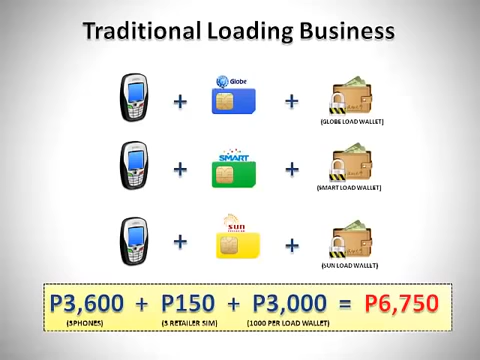 Traditional Loading Business
+ Globe +
(GLOBE LOAD WALLET)
+ SMART +
(SMART LOAD WALLET)
+ sun +
(SUN LOAD WALLET)
P3,600 + P150 + P3,000 = P6,750
(3PHONES) (3 RETAILER SIM) (1000 PER LOAD WALLET)